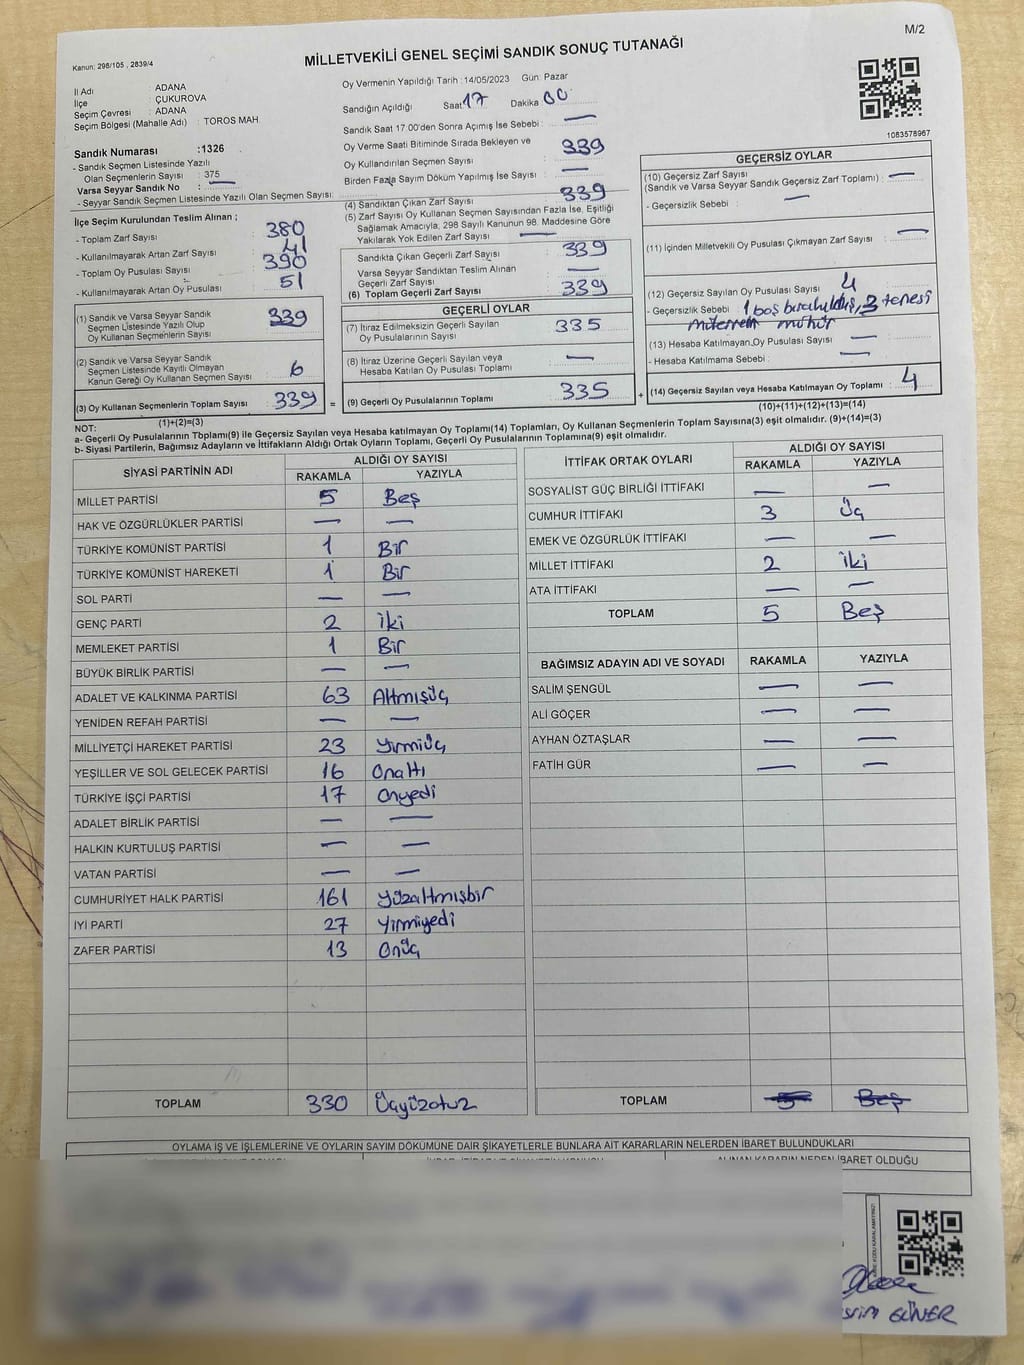 M/2
Kanun: 298/105 , 2839/4
MİLLETVEKİLİ GENEL SEÇİMİ SANDIK SONUÇ TUTANAĞI
İl Adı ADANA
İlçe ÇUKUROVA
Seçim Çevresi : ADANA
Seçim Bölgesi (Mahalle Adı) : TOROS MAH.
Sandık Numarası :1326
- Sandık Seçmen Listesinde Yazılı
Olan Seçmenlerin Sayısı : 375
Varsa Seyyar Sandık No : —
- Seyyar Sandık Seçmen Listesinde Yazılı Olan Seçmen Sayısı:
Oy Vermenin Yapıldığı Tarih : 14/05/2023 Gün: Pazar
Sandığın Açıldığı Saat 17 Dakika 00
Sandık Saat 17.00'den Sonra Açımış İse Sebebi : —
Oy Verme Saati Bitiminde Sırada Bekleyen ve
Oy Kullandırılan Seçmen Sayısı 339
Birden Fazla Sayım Döküm Yapılmış İse Sayısı : —
1083578967
İlçe Seçim Kurulundan Teslim Alınan ;
- Toplam Zarf Sayısı : 380
- Kullanılmayarak Artan Zarf Sayısı : 41
- Toplam Oy Pusulası Sayısı : 390
- Kullanılmayarak Artan Oy Pusulası : 51
(1) Sandık ve Varsa Seyyar Sandık
Seçmen Listesinde Yazılı Olup
Oy Kullanan Seçmenlerin Sayısı 339
(2) Sandık ve Varsa Seyyar Sandık
Seçmen Listesinde Kayıtlı Olmayan
Kanun Gereği Oy Kullanan Seçmen Sayısı 6
(3) Oy Kullanan Seçmenlerin Toplam Sayısı 339 =
(1)+(2)=(3)
(4) Sandıktan Çıkan Zarf Sayısı 339
(5) Zarf Sayısı Oy Kullanan Seçmen Sayısından Fazla İse, Eşitliği
Sağlamak Amacıyla, 298 Sayılı Kanunun 98. Maddesine Göre
Yakılarak Yok Edilen Zarf Sayısı —
Sandıkta Çıkan Geçerli Zarf Sayısı 339
Varsa Seyyar Sandıktan Teslim Alınan
Geçerli Zarf Sayısı —
(6) Toplam Geçerli Zarf Sayısı 339
GEÇERLİ OYLAR
(7) İtiraz Edilmeksizin Geçerli Sayılan
Oy Pusulalarının Sayısı 335
(8) İtiraz Üzerine Geçerli Sayılan veya
Hesaba Katılan Oy Pusulası Toplamı —
(9) Geçerli Oy Pusulalarının Toplamı 335 +
GEÇERSİZ OYLAR
(10) Geçersiz Zarf Sayısı
(Sandık ve Varsa Seyyar Sandık Geçersiz Zarf Toplamı) : —
- Geçersizlik Sebebi : —
(11) İçinden Milletvekili Oy Pusulası Çıkmayan Zarf Sayısı : —
(12) Geçersiz Sayılan Oy Pusulası Sayısı : 4
- Geçersizlik Sebebi : 1 boş bırakıldığı, 3 tanesi
mükerrem mühür
(13) Hesaba Katılmayan Oy Pusulası Sayısı : —
- Hesaba Katılmama Sebebi : —
(14) Geçersiz Sayılan veya Hesaba Katılmayan Oy Toplamı : 4
(10)+(11)+(12)+(13)=(14)
NOT:
a- Geçerli Oy Pusulalarının Toplamı(9) ile Geçersiz Sayılan veya Hesaba katılmayan Oy Toplamı(14) Toplamları, Oy Kullanan Seçmenlerin Toplam Sayısına(3) eşit olmalıdır. (9)+(14)=(3)
b- Siyasi Partilerin, Bağımsız Adayların ve İttifakların Aldığı Ortak Oyların Toplamı, Geçerli Oy Pusulalarının Toplamına(9) eşit olmalıdır.
SİYASİ PARTİNİN ADI ALDIĞI OY SAYISI
RAKAMLA YAZIYLA
MİLLET PARTİSİ 5 Beş
HAK VE ÖZGÜRLÜKLER PARTİSİ — —
TÜRKİYE KOMÜNİST PARTİSİ 1 Bir
TÜRKİYE KOMÜNİST HAREKETİ 1 Bir
SOL PARTİ — —
GENÇ PARTİ 2 İki
MEMLEKET PARTİSİ 1 Bir
BÜYÜK BİRLİK PARTİSİ — —
ADALET VE KALKINMA PARTİSİ 63 Altmışüç
YENİDEN REFAH PARTİSİ — —
MİLLİYETÇİ HAREKET PARTİSİ 23 Yirmiüç
YEŞİLLER VE SOL GELECEK PARTİSİ 16 Onaltı
TÜRKİYE İŞÇİ PARTİSİ 17 Onyedi
ADALET BİRLİK PARTİSİ — —
HALKIN KURTULUŞ PARTİSİ — —
VATAN PARTİSİ — —
CUMHURİYET HALK PARTİSİ 161 Yüzaltmışbir
İYİ PARTİ 27 Yirmiyedi
ZAFER PARTİSİ 13 Onüç
TOPLAM 330 Üçyüzotuz
İTTİFAK ORTAK OYLARI ALDIĞI OY SAYISI
RAKAMLA YAZIYLA
SOSYALİST GÜÇ BİRLİĞİ İTTİFAKI — —
CUMHUR İTTİFAKI 3 Üç
EMEK VE ÖZGÜRLÜK İTTİFAKI — —
MİLLET İTTİFAKI 2 İki
ATA İTTİFAKI — —
TOPLAM 5 Beş
BAĞIMSIZ ADAYIN ADI VE SOYADI RAKAMLA YAZIYLA
SALİM ŞENGÜL — —
ALİ GÖÇER — —
AYHAN ÖZTAŞLAR — —
FATİH GÜR — —
TOPLAM 5 Beş
OYLAMA İŞ VE İŞLEMLERİNE VE OYLARIN SAYIM DÖKÜMÜNE DAİR ŞİKAYETLERLE BUNLARA AİT KARARLARIN NELERDEN İBARET BULUNDUKLARI
ALINAN KARARIN NEDEN İBARET OLDUĞU
GÜNER